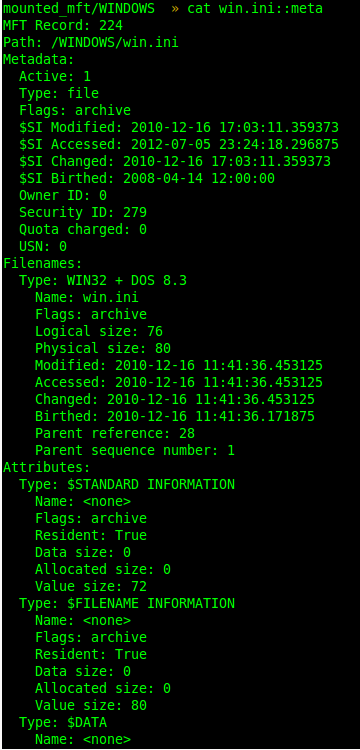 mounted_mft/WINDOWS  » cat win.ini::meta
MFT Record: 224
Path: /WINDOWS/win.ini
Metadata:
  Active: 1
  Type: file
  Flags: archive
  $SI Modified: 2010-12-16 17:03:11.359373
  $SI Accessed: 2012-07-05 23:24:18.296875
  $SI Changed: 2010-12-16 17:03:11.359373
  $SI Birthed: 2008-04-14 12:00:00
  Owner ID: 0
  Security ID: 279
  Quota charged: 0
  USN: 0
Filenames:
  Type: WIN32 + DOS 8.3
    Name: win.ini
    Flags: archive
    Logical size: 76
    Physical size: 80
    Modified: 2010-12-16 11:41:36.453125
    Accessed: 2010-12-16 11:41:36.453125
    Changed: 2010-12-16 11:41:36.453125
    Birthed: 2010-12-16 11:41:36.171875
    Parent reference: 28
    Parent sequence number: 1
Attributes:
  Type: $STANDARD INFORMATION
    Name: <none>
    Flags: archive
    Resident: True
    Data size: 0
    Allocated size: 0
    Value size: 72
  Type: $FILENAME INFORMATION
    Name: <none>
    Flags: archive
    Resident: True
    Data size: 0
    Allocated size: 0
    Value size: 80
  Type: $DATA
    Name: <none>